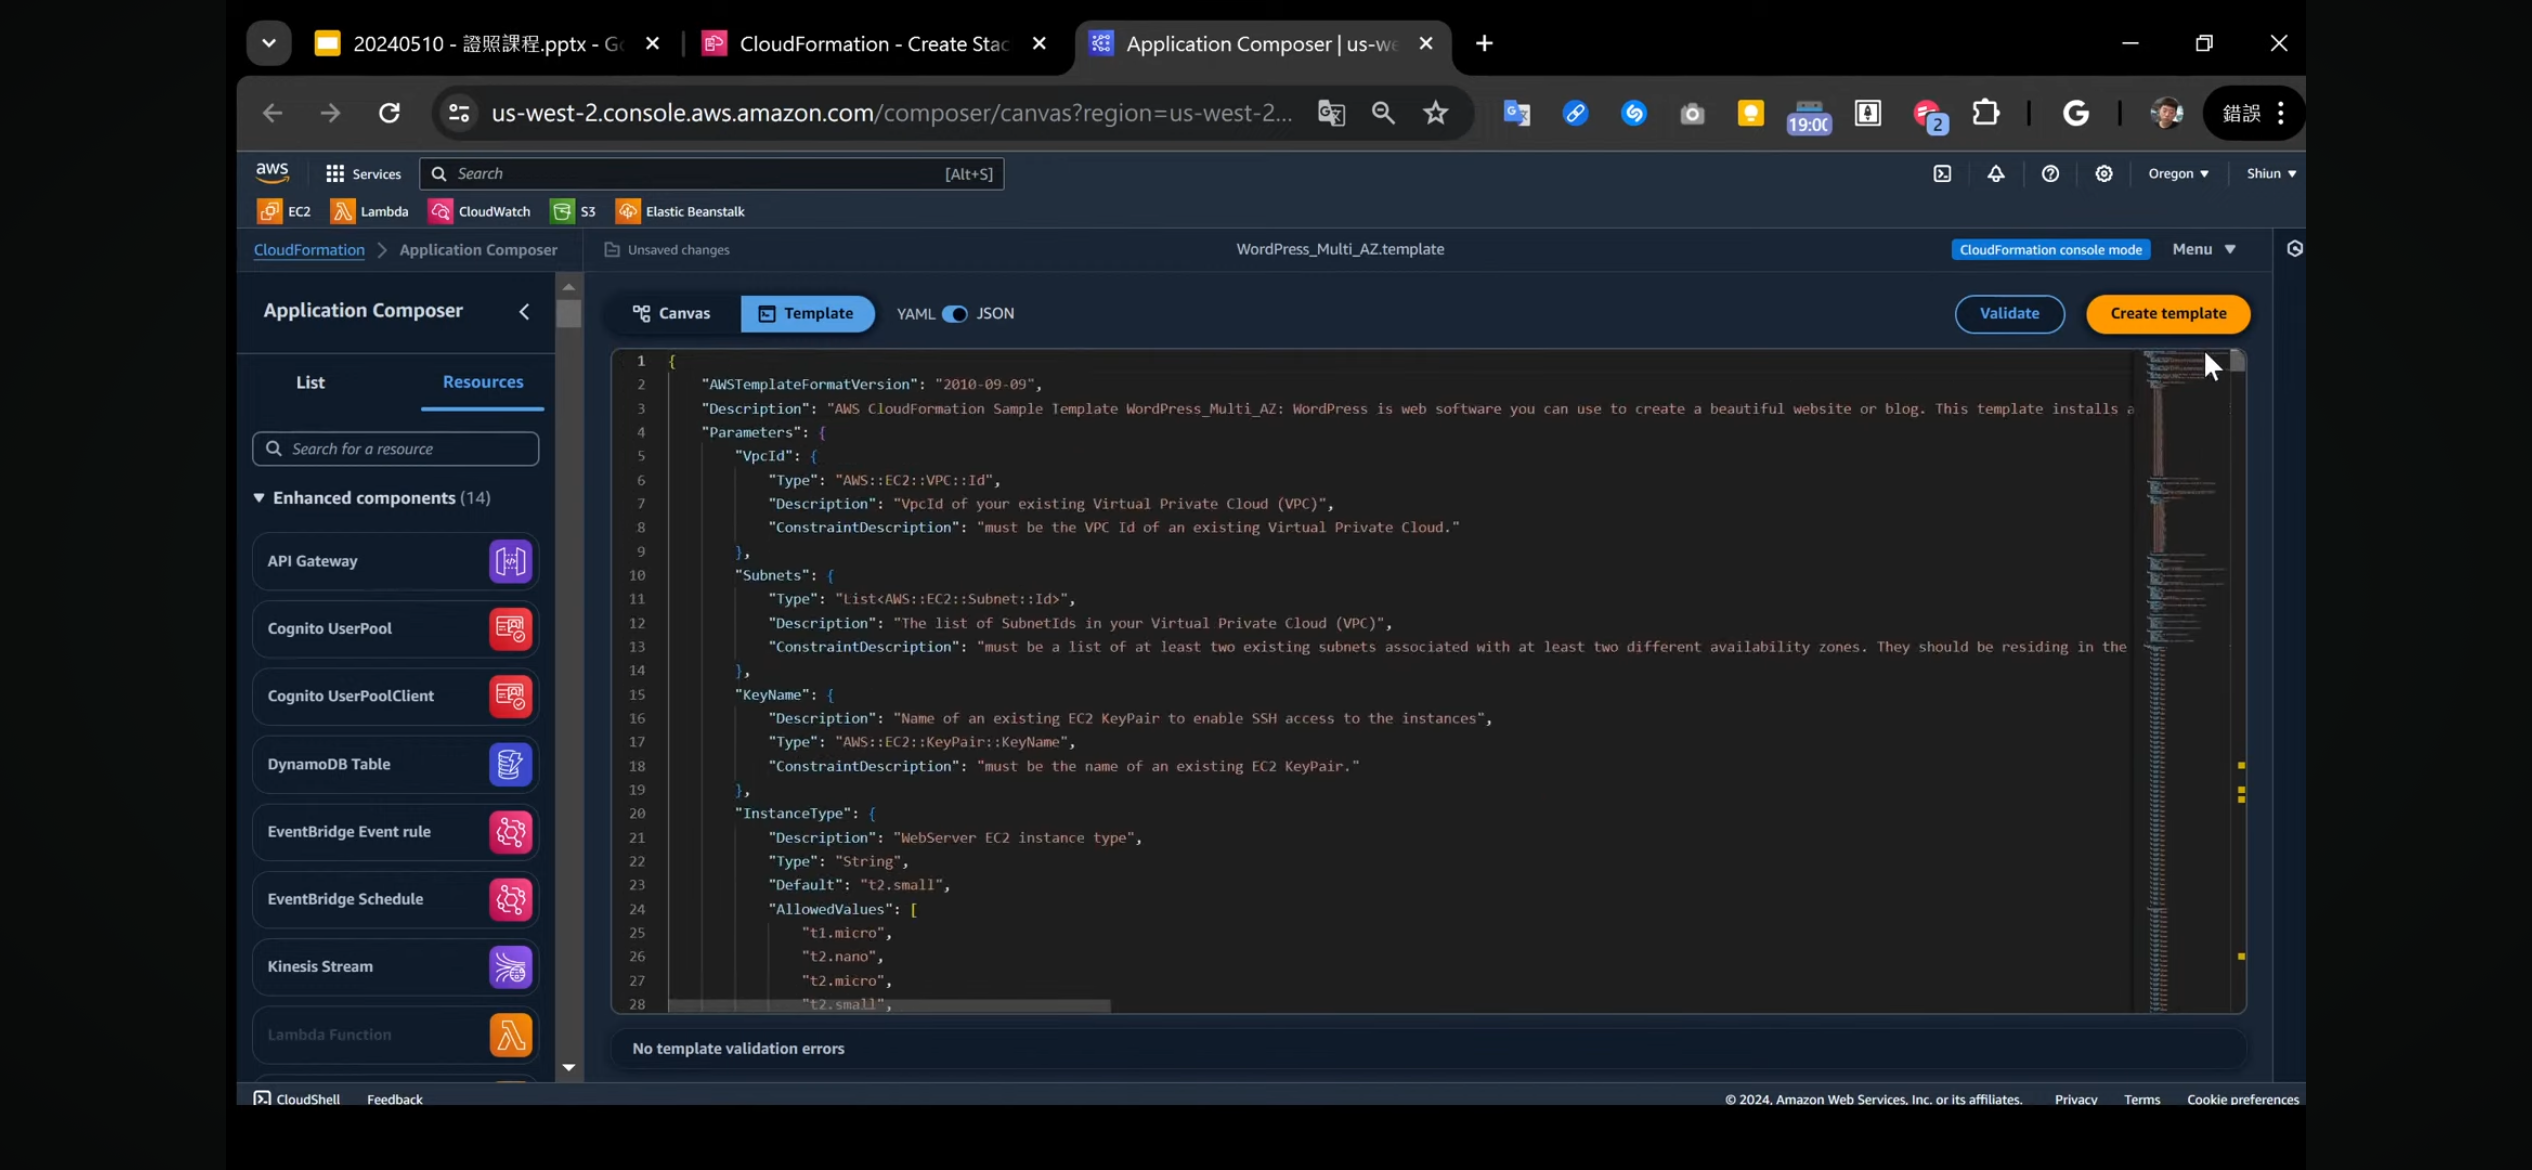 20240510 - 證照課程.pptx - Go
CloudFormation - Create Stac
Application Composer | us-we
us-west-2.console.aws.amazon.com/composer/canvas?region=us-west-2...
19:00
2
錯誤
aws
Services
Search
[Alt+S]
Oregon
Shiun
EC2
Lambda
CloudWatch
S3
Elastic Beanstalk
CloudFormation > Application Composer
Unsaved changes
WordPress_Multi_AZ.template
CloudFormation console mode
Menu
Application Composer
Canvas
Template
YAML
JSON
Validate
Create template
List
Resources
Search for a resource
Enhanced components (14)
API Gateway
Cognito UserPool
Cognito UserPoolClient
DynamoDB Table
EventBridge Event rule
EventBridge Schedule
Kinesis Stream
Lambda Function
1 {
2 "AWSTemplateFormatVersion": "2010-09-09",
3 "Description": "AWS CloudFormation Sample Template WordPress_Multi_AZ: WordPress is web software you can use to create a beautiful website or blog. This template installs a
4 "Parameters": {
5 "VpcId": {
6 "Type": "AWS::EC2::VPC::Id",
7 "Description": "VpcId of your existing Virtual Private Cloud (VPC)",
8 "ConstraintDescription": "must be the VPC Id of an existing Virtual Private Cloud."
9 },
10 "Subnets": {
11 "Type": "List<AWS::EC2::Subnet::Id>",
12 "Description": "The list of SubnetIds in your Virtual Private Cloud (VPC)",
13 "ConstraintDescription": "must be a list of at least two existing subnets associated with at least two different availability zones. They should be residing in the
14 },
15 "KeyName": {
16 "Description": "Name of an existing EC2 KeyPair to enable SSH access to the instances",
17 "Type": "AWS::EC2::KeyPair::KeyName",
18 "ConstraintDescription": "must be the name of an existing EC2 KeyPair."
19 },
20 "InstanceType": {
21 "Description": "WebServer EC2 instance type",
22 "Type": "String",
23 "Default": "t2.small",
24 "AllowedValues": [
25 "t1.micro",
26 "t2.nano",
27 "t2.micro",
28 "t2.small",
No template validation errors
CloudShell
Feedback
© 2024, Amazon Web Services, Inc. or its affiliates.
Privacy
Terms
Cookie preferences